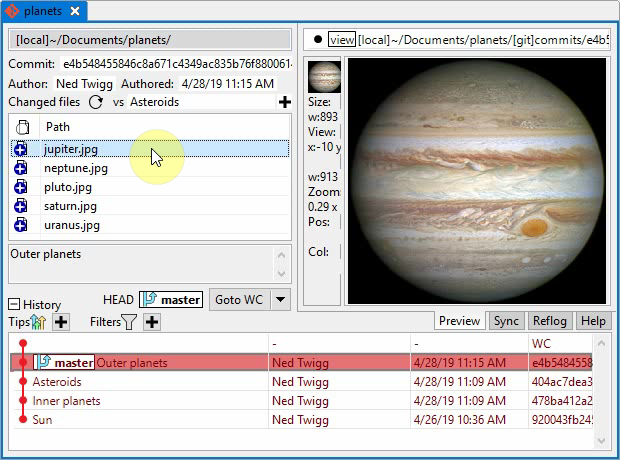 planets
[local]~/Documents/planets/
Commit: e4b548455846c8a671c4349ac835b76f8800614
Author: Ned Twigg Authored: 4/28/19 11:15 AM
Changed files vs Asteroids
Path
jupiter.jpg
neptune.jpg
pluto.jpg
saturn.jpg
uranus.jpg
Outer planets
History HEAD master Goto WC
Tips Filters
view [local]~/Documents/planets/[git]commits/e4b5
Size:
w:893
View:
x:-10 y
w:913
Zoom:
0.29 x
Pos:
Col:
Preview Sync Reflog Help
- - WC
master Outer planets Ned Twigg 4/28/19 11:15 AM e4b5484558
Asteroids Ned Twigg 4/28/19 11:09 AM 404ac7dea3
Inner planets Ned Twigg 4/28/19 11:09 AM 478ba412a2
Sun Ned Twigg 4/26/19 10:36 AM 920043fb245